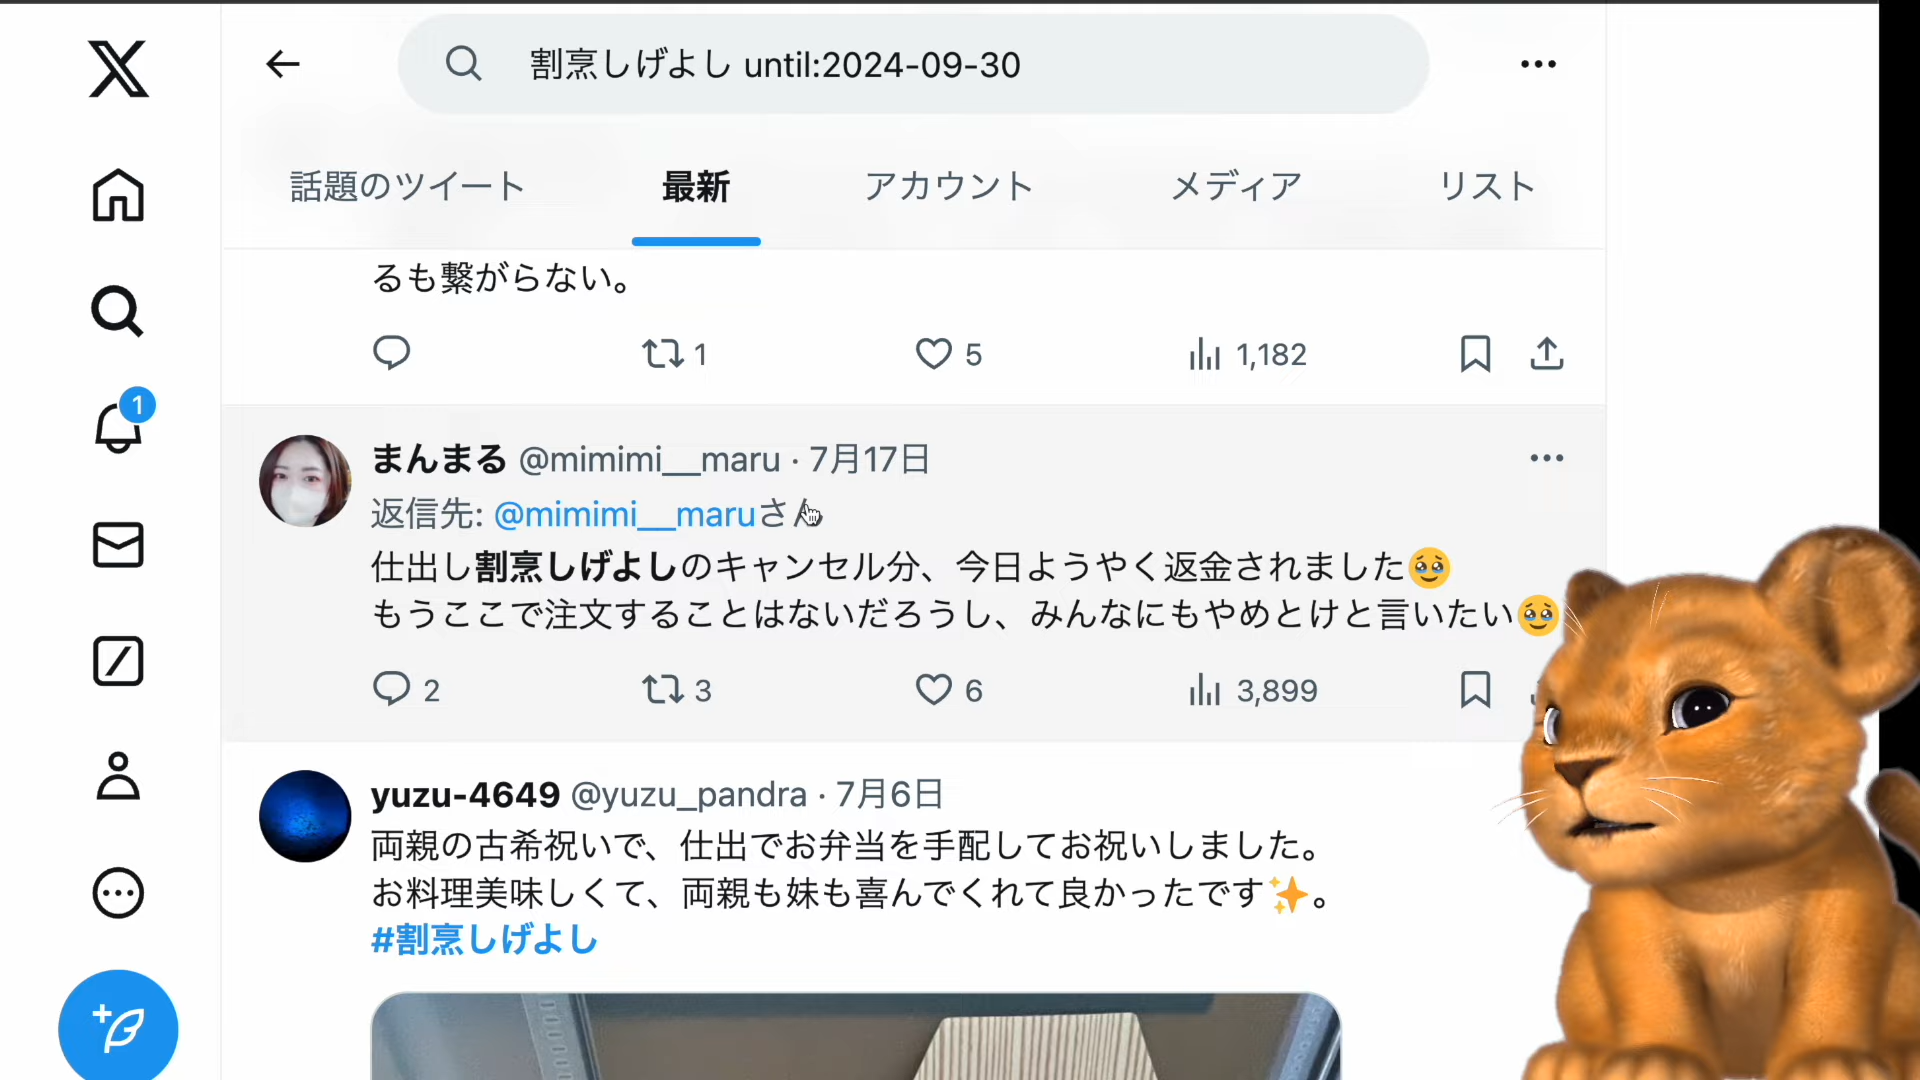 割烹しげよし until:2024-09-30
話題のツイート 最新 アカウント メディア リスト
るも繋がらない。
1 5 1,182
まんまる @mimimi__maru · 7月17日
返信先: @mimimi__maruさん
仕出し割烹しげよしのキャンセル分、今日ようやく返金されました🥹
もうここで注文することはないだろうし、みんなにもやめとけと言いたい🥹
2 3 6 3,899
yuzu-4649 @yuzu_pandra · 7月6日
両親の古希祝いで、仕出でお弁当を手配してお祝いしました。
お料理美味しくて、両親も妹も喜んでくれて良かったです✨。
#割烹しげよし
1